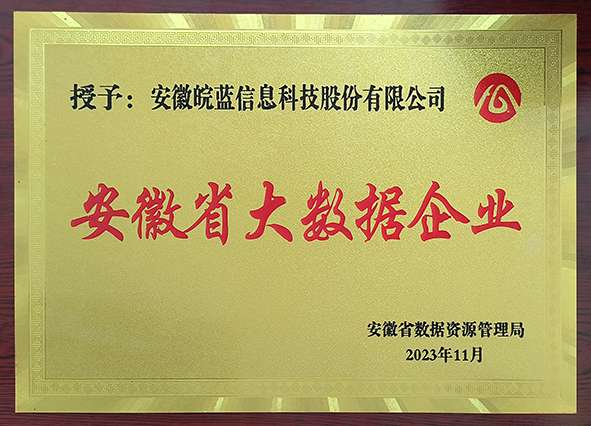 授予：安徽皖蓝信息科技股份有限公司
安徽省大数据企业
安徽省数据资源管理局
2023年11月